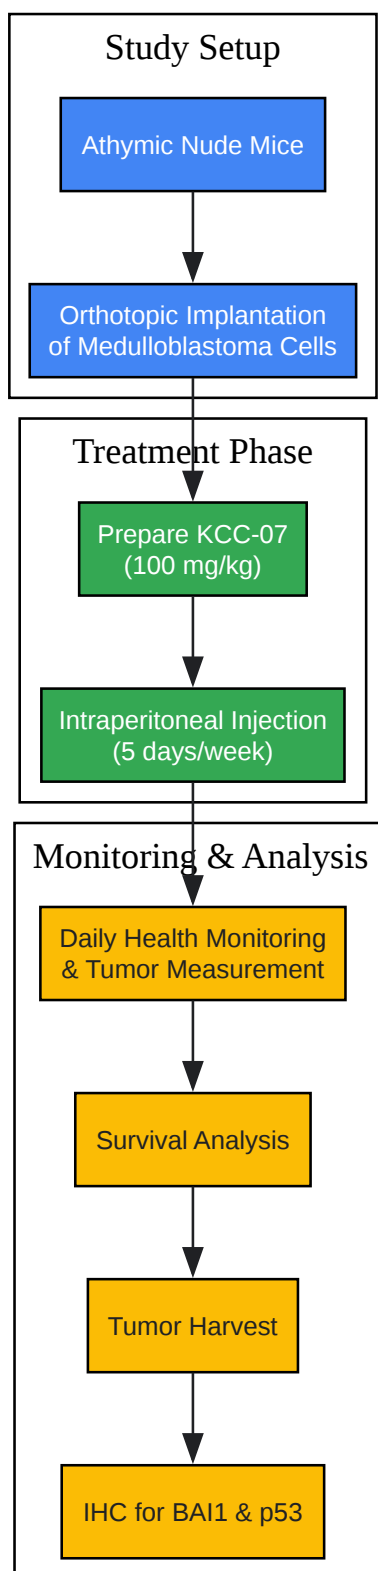 Study Setup
Athymic Nude Mice
Orthotopic Implantation
of Medulloblastoma Cells
Treatment Phase
Prepare KCC-07
(100 mg/kg)
Intraperitoneal Injection
(5 days/week)
Monitoring & Analysis
Daily Health Monitoring
& Tumor Measurement
Survival Analysis
Tumor Harvest
IHC for BAI1 & p53